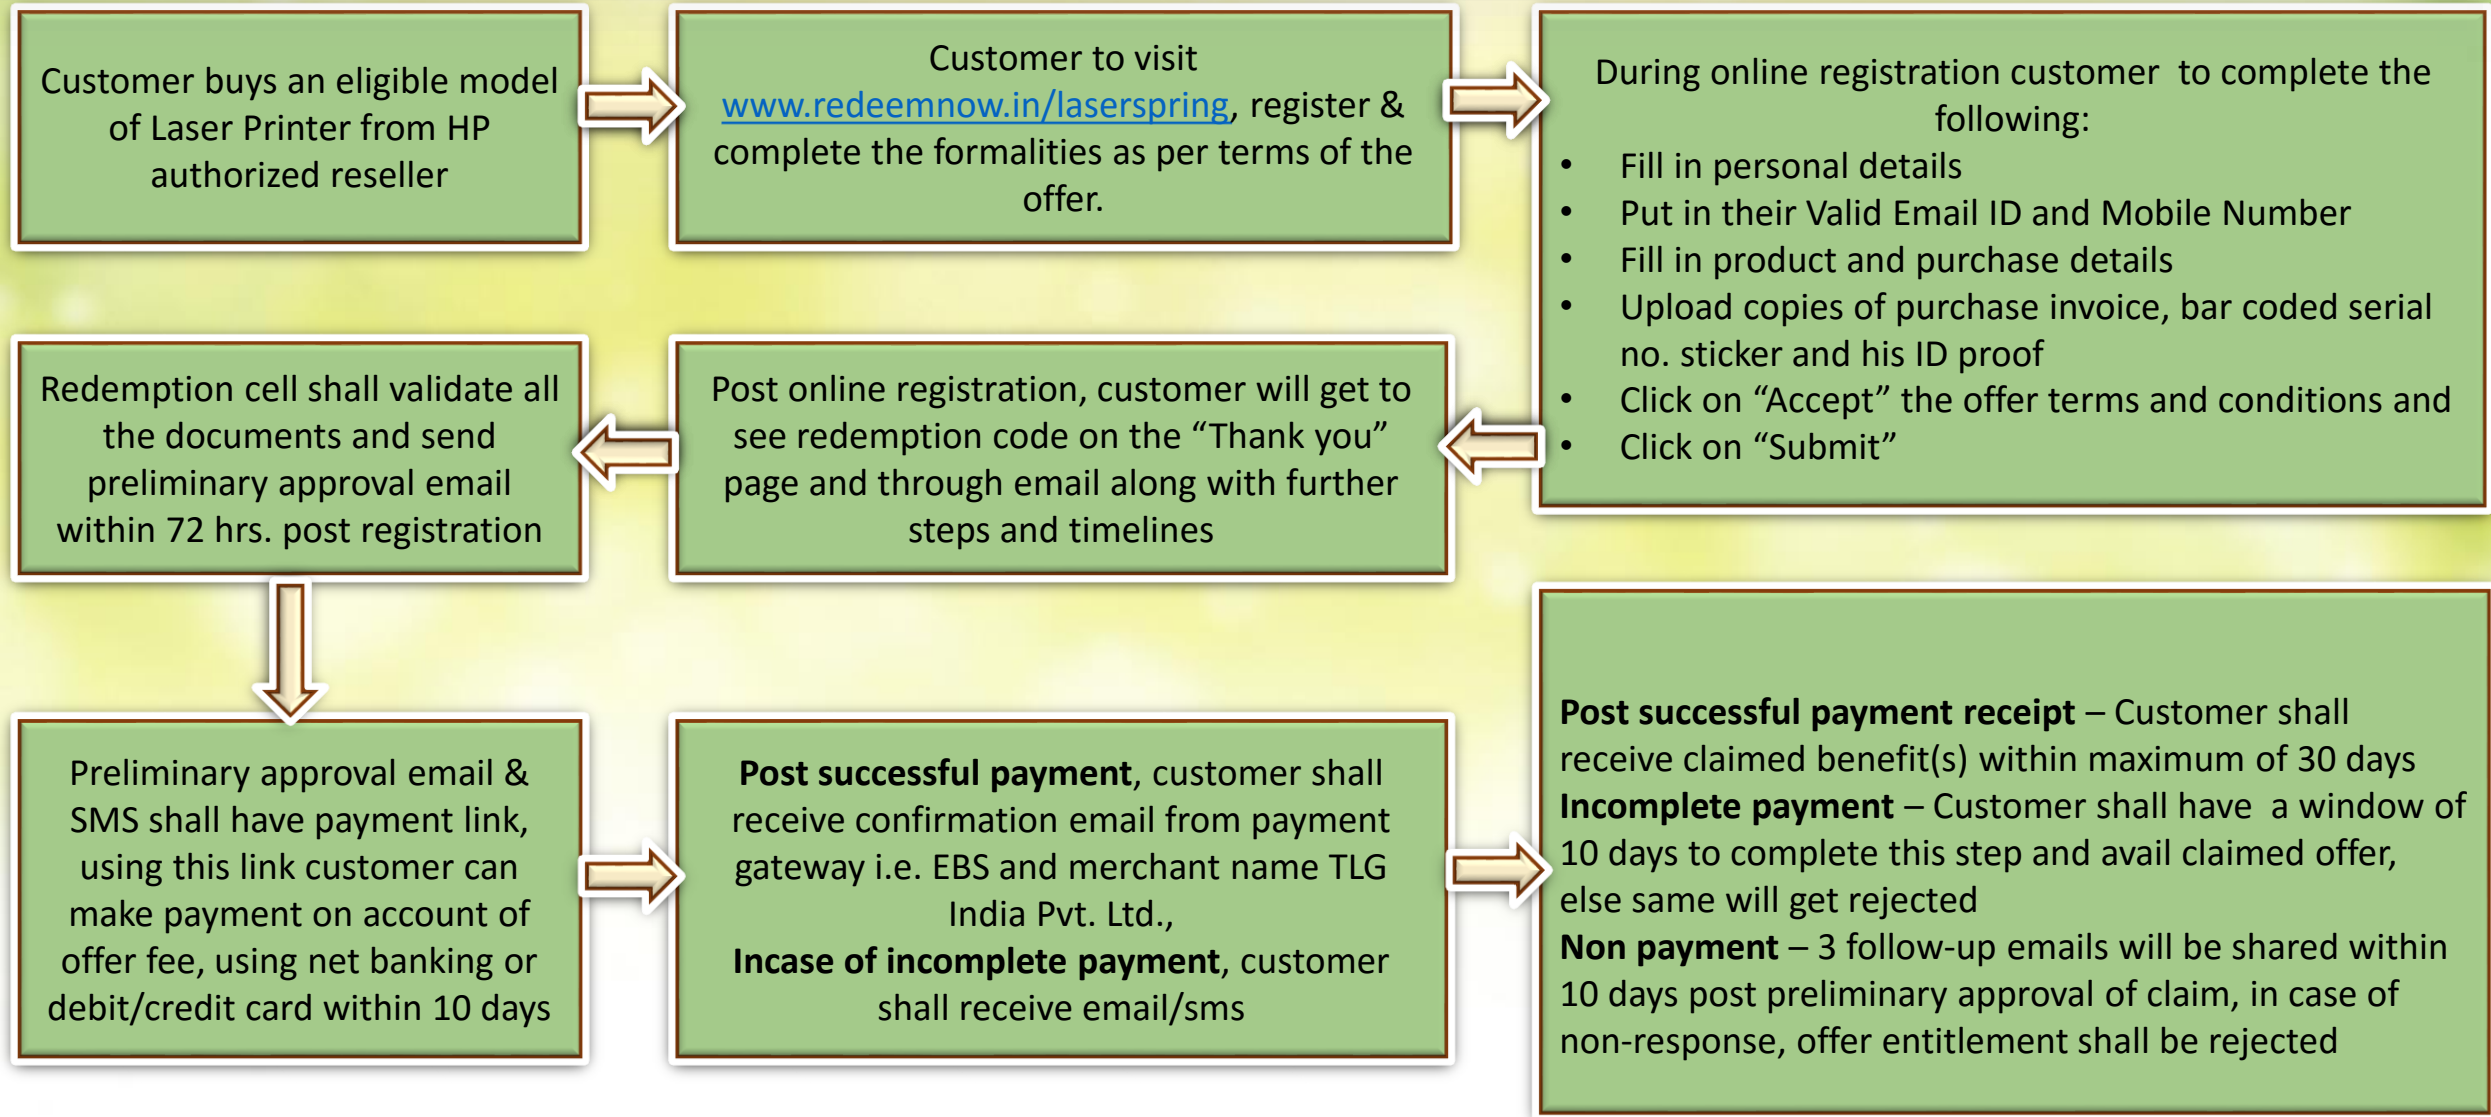 Customer buys an eligible model
of Laser Printer from HP
authorized reseller
Customer to visit
www.redeemnow.in/laserspring, register &
complete the formalities as per terms of the
offer.
During online registration customer to complete the
following:
• Fill in personal details
• Put in their Valid Email ID and Mobile Number
• Fill in product and purchase details
• Upload copies of purchase invoice, bar coded serial
no. sticker and his ID proof
• Click on “Accept” the offer terms and conditions and
• Click on “Submit”
Post online registration, customer will get to
see redemption code on the “Thank you”
page and through email along with further
steps and timelines
Redemption cell shall validate all
the documents and send
preliminary approval email
within 72 hrs. post registration
Preliminary approval email &
SMS shall have payment link,
using this link customer can
make payment on account of
offer fee, using net banking or
debit/credit card within 10 days
Post successful payment, customer shall
receive confirmation email from payment
gateway i.e. EBS and merchant name TLG
India Pvt. Ltd.,
Incase of incomplete payment, customer
shall receive email/sms
Post successful payment receipt – Customer shall
receive claimed benefit(s) within maximum of 30 days
Incomplete payment – Customer shall have a window of
10 days to complete this step and avail claimed offer,
else same will get rejected
Non payment – 3 follow-up emails will be shared within
10 days post preliminary approval of claim, in case of
non-response, offer entitlement shall be rejected